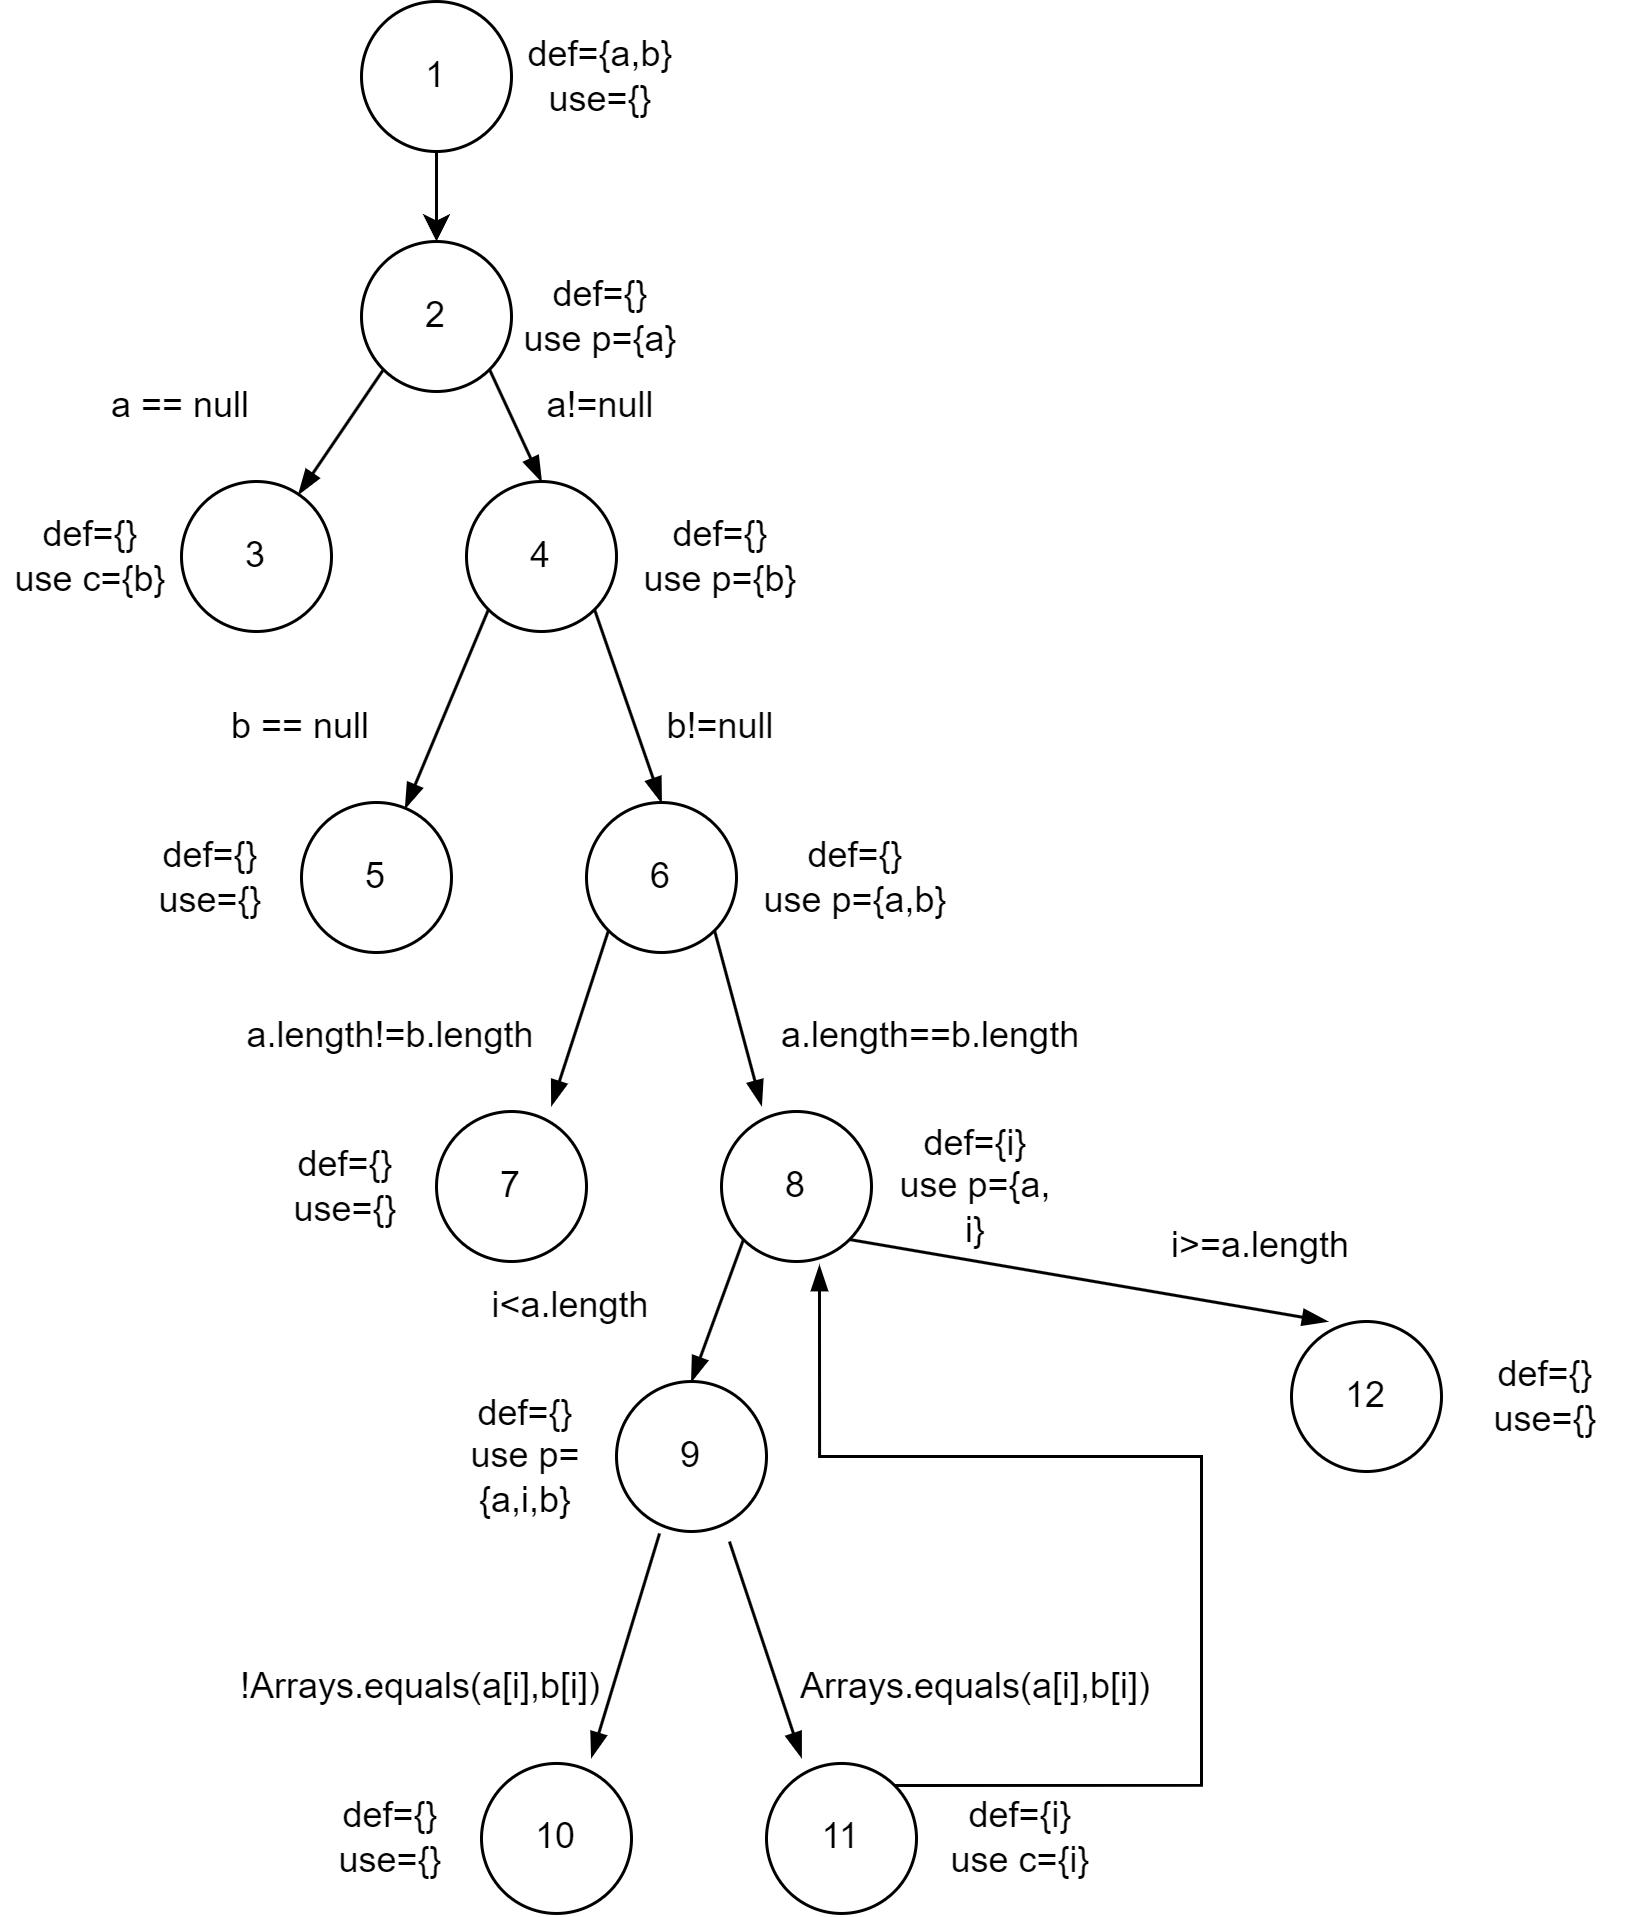 1
def={a,b}
use={}
2
def={}
use p={a}
a == null
a!=null
def={}
use c={b}
3
4
def={}
use p={b}
b == null
b!=null
def={}
use={}
5
6
def={}
use p={a,b}
a.length!=b.length
a.length==b.length
def={}
use={}
7
8
def={i}
use p={a,
i}
i>=a.length
i<a.length
12
def={}
use={}
def={}
use p=
{a,i,b}
9
!Arrays.equals(a[i],b[i])
Arrays.equals(a[i],b[i])
def={}
use={}
10
11
def={i}
use c={i}